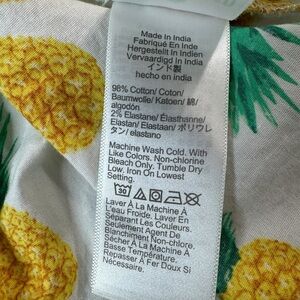 Made in India
Fabriqué En Inde
Hergestellt In Indien
Vervaardigd In India
インド製
hecho en india
98% Cotton/ Coton/
Baumwolle/ Katoen/ 綿/
algodón
2% Elastane/ Élasthanne/
Elastan/ Elastaan/ ポリウレ
タン/ elastano
Machine Wash Cold. With
Like Colors. Non-chlorine
Bleach Only. Tumble Dry
Low. Iron On Lowest
Setting.
30
Laver À La Machine À
L'eau Froide. Laver En
Séparant Les Couleurs.
Seulement Agent De
Blanchiment Non-chlore.
Sécher À La Machine À
Basse Température.
Repasser À Fer Doux Si
Nécessaire.